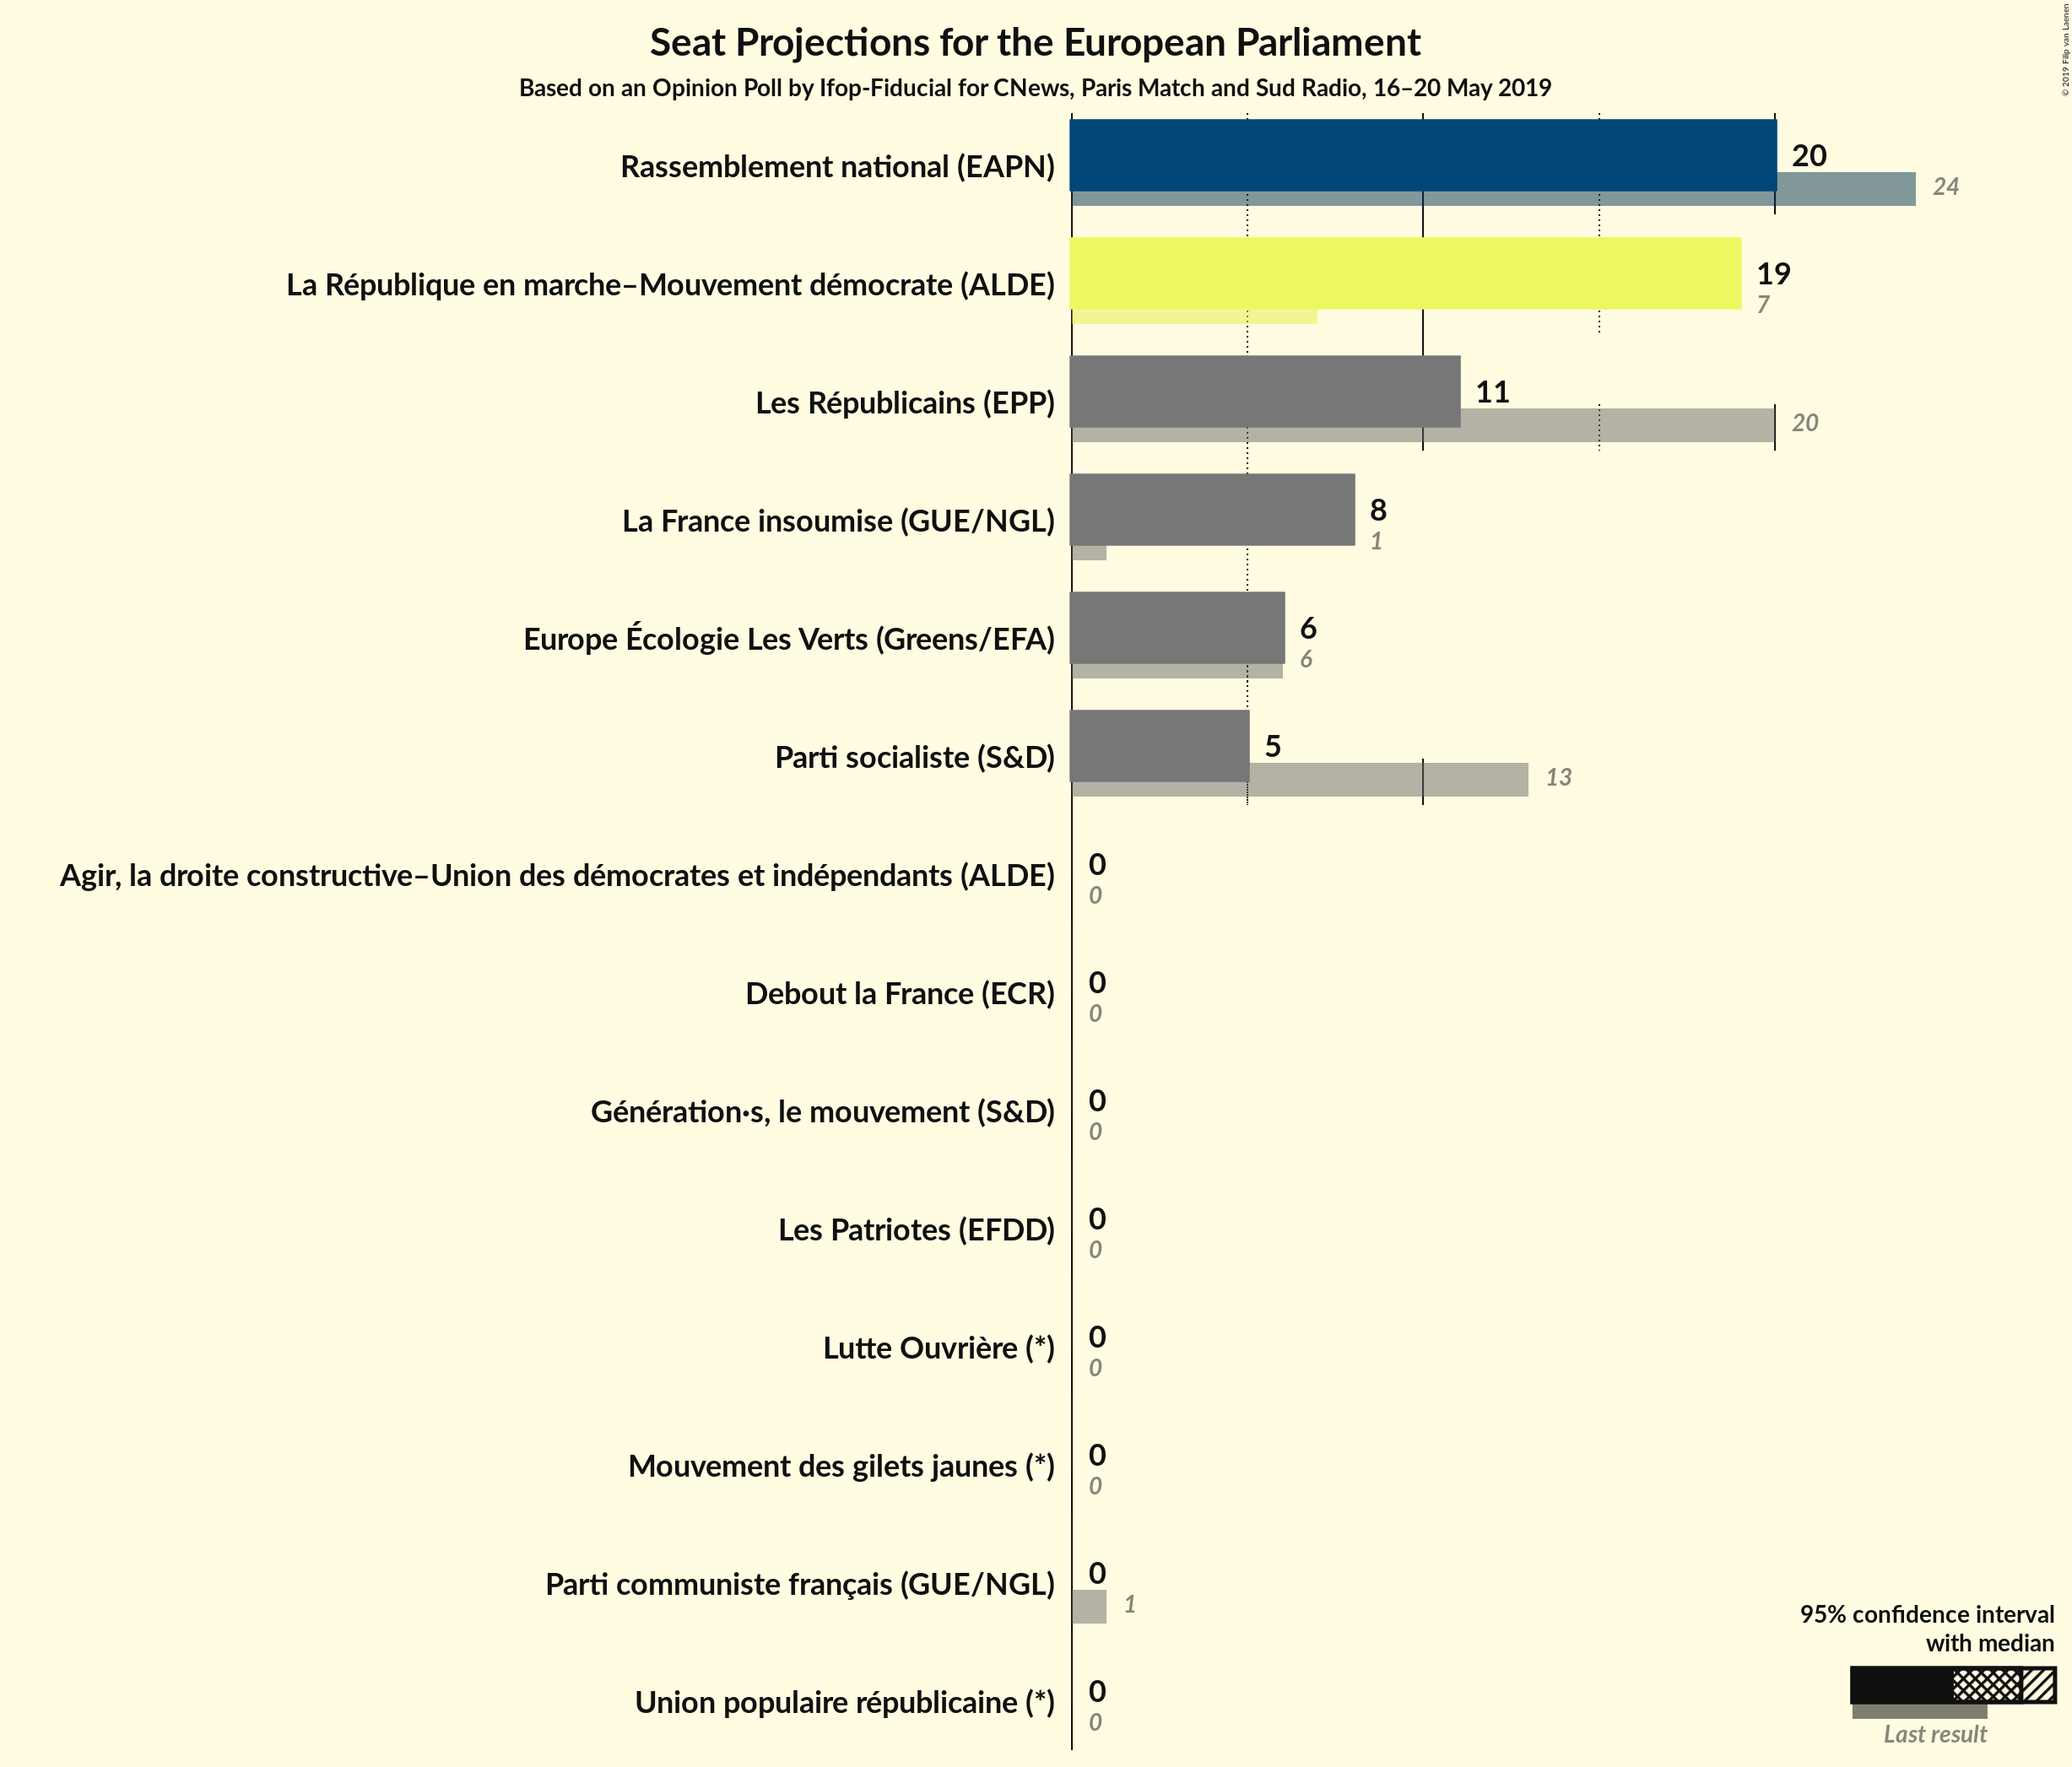 Seat Projections for the European Parliament
Based on an Opinion Poll by Ifop-Fiducial for CNews, Paris Match and Sud Radio, 16–20 May 2019
© 2019 Filip van Laenen
Rassemblement national (EAPN)
20
24
La République en marche–Mouvement démocrate (ALDE)
19
7
Les Républicains (EPP)
11
20
La France insoumise (GUE/NGL)
8
1
Europe Écologie Les Verts (Greens/EFA)
6
6
Parti socialiste (S&D)
5
13
Agir, la droite constructive–Union des démocrates et indépendants (ALDE)
0
0
Debout la France (ECR)
0
0
Génération·s, le mouvement (S&D)
0
0
Les Patriotes (EFDD)
0
0
Lutte Ouvrière (*)
0
0
Mouvement des gilets jaunes (*)
0
0
Parti communiste français (GUE/NGL)
0
1
Union populaire républicaine (*)
0
0
95% confidence interval
with median
Last result